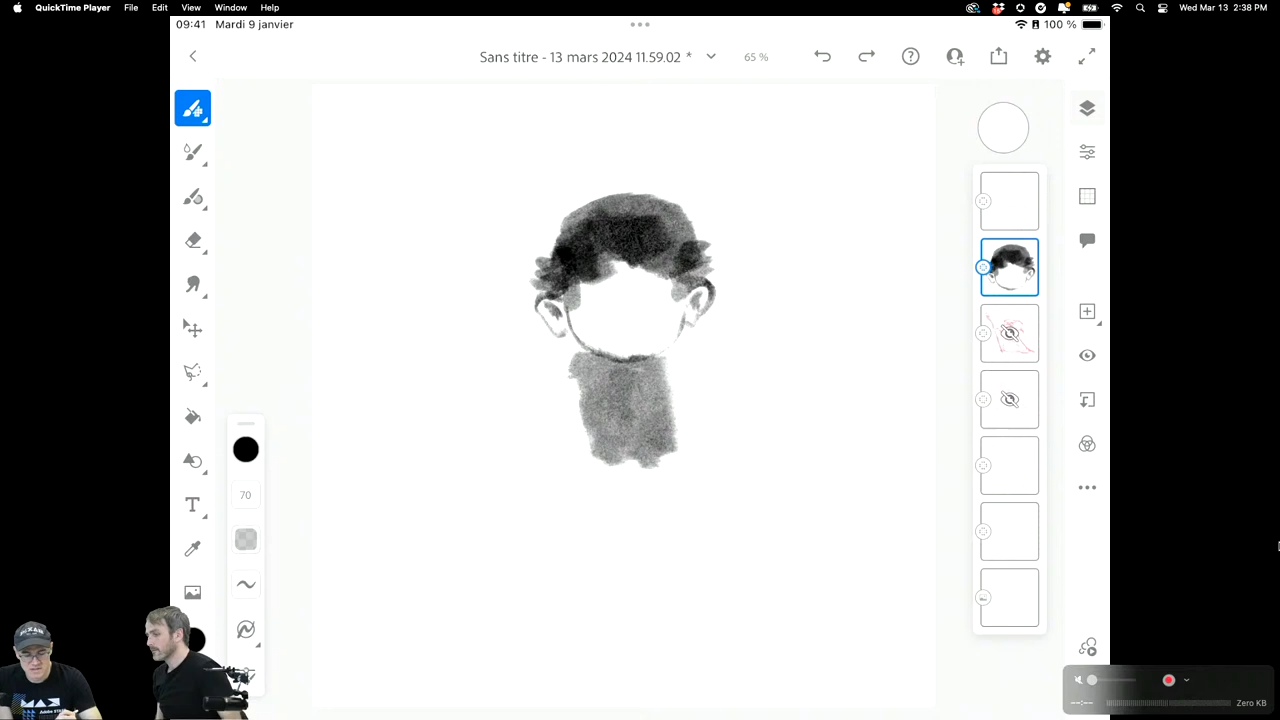 QuickTime Player File Edit View Window Help Wed Mar 13 2:38 PM
09:41 Mardi 9 janvier 100 %
Sans titre - 13 mars 2024 11.59.02 * 65 %
70
T
Zero KB